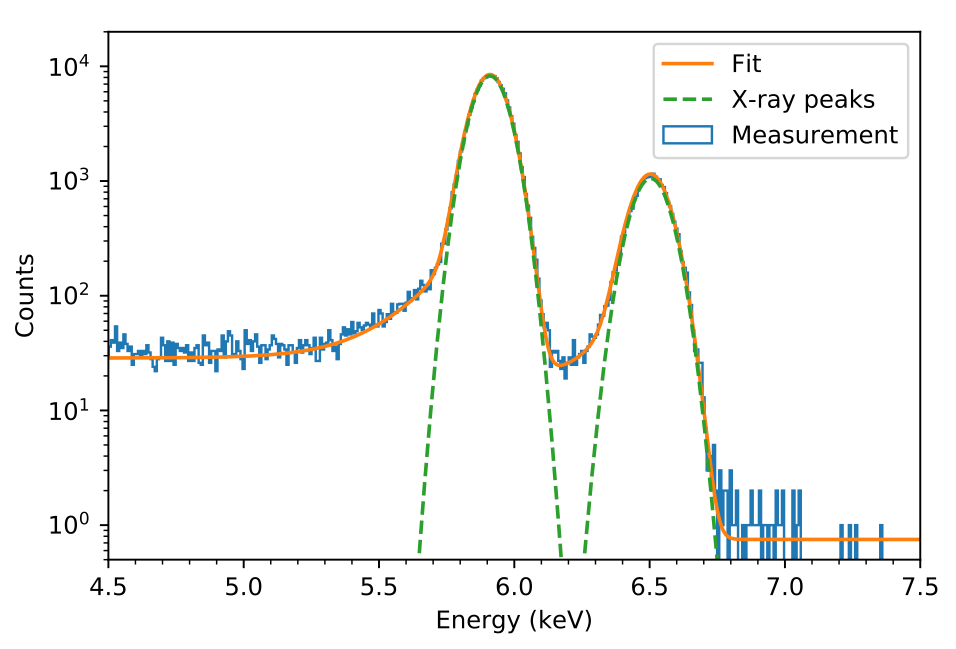 10⁴
10³
10²
10¹
10⁰
Counts
4.5 5.0 5.5 6.0 6.5 7.0 7.5
Energy (keV)
Fit
X-ray peaks
Measurement